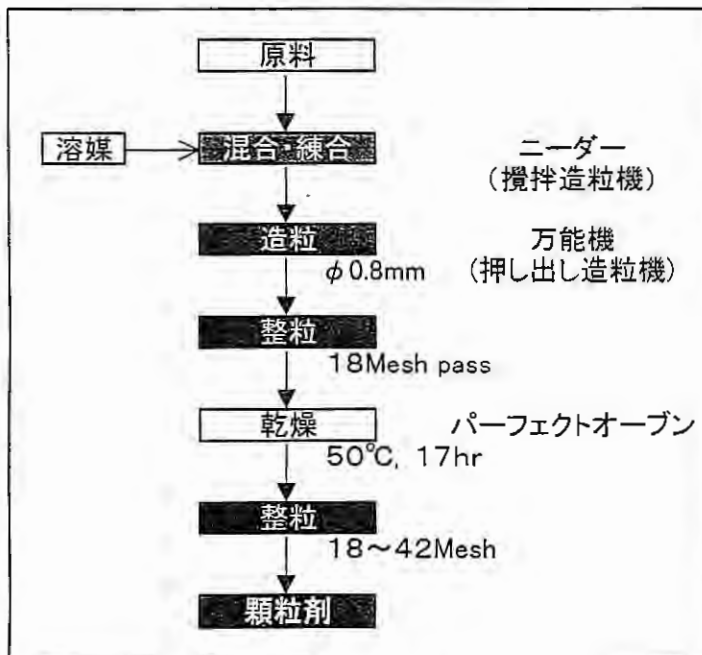 原料
溶媒
混合・練合
ニーダー
(攪拌造粒機)
造粒
万能機
φ0.8mm
(押し出し造粒機)
整粒
18Mesh pass
乾燥
パーフェクトオーブン
50℃, 17hr
整粒
18~42Mesh
顆粒剤